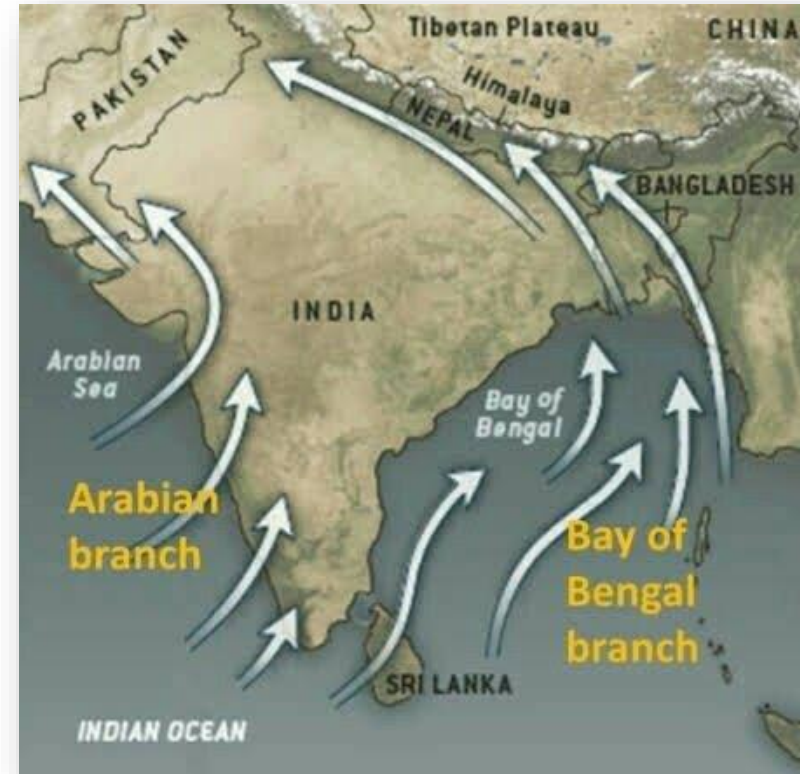 Tibetan Plateau
CHINA
PAKISTAN
Himalaya
NEPAL
BANGLADESH
INDIA
Arabian
Sea
Bay of
Bengal
Arabian
branch
Bay of
Bengal
branch
SRI LANKA
INDIAN OCEAN